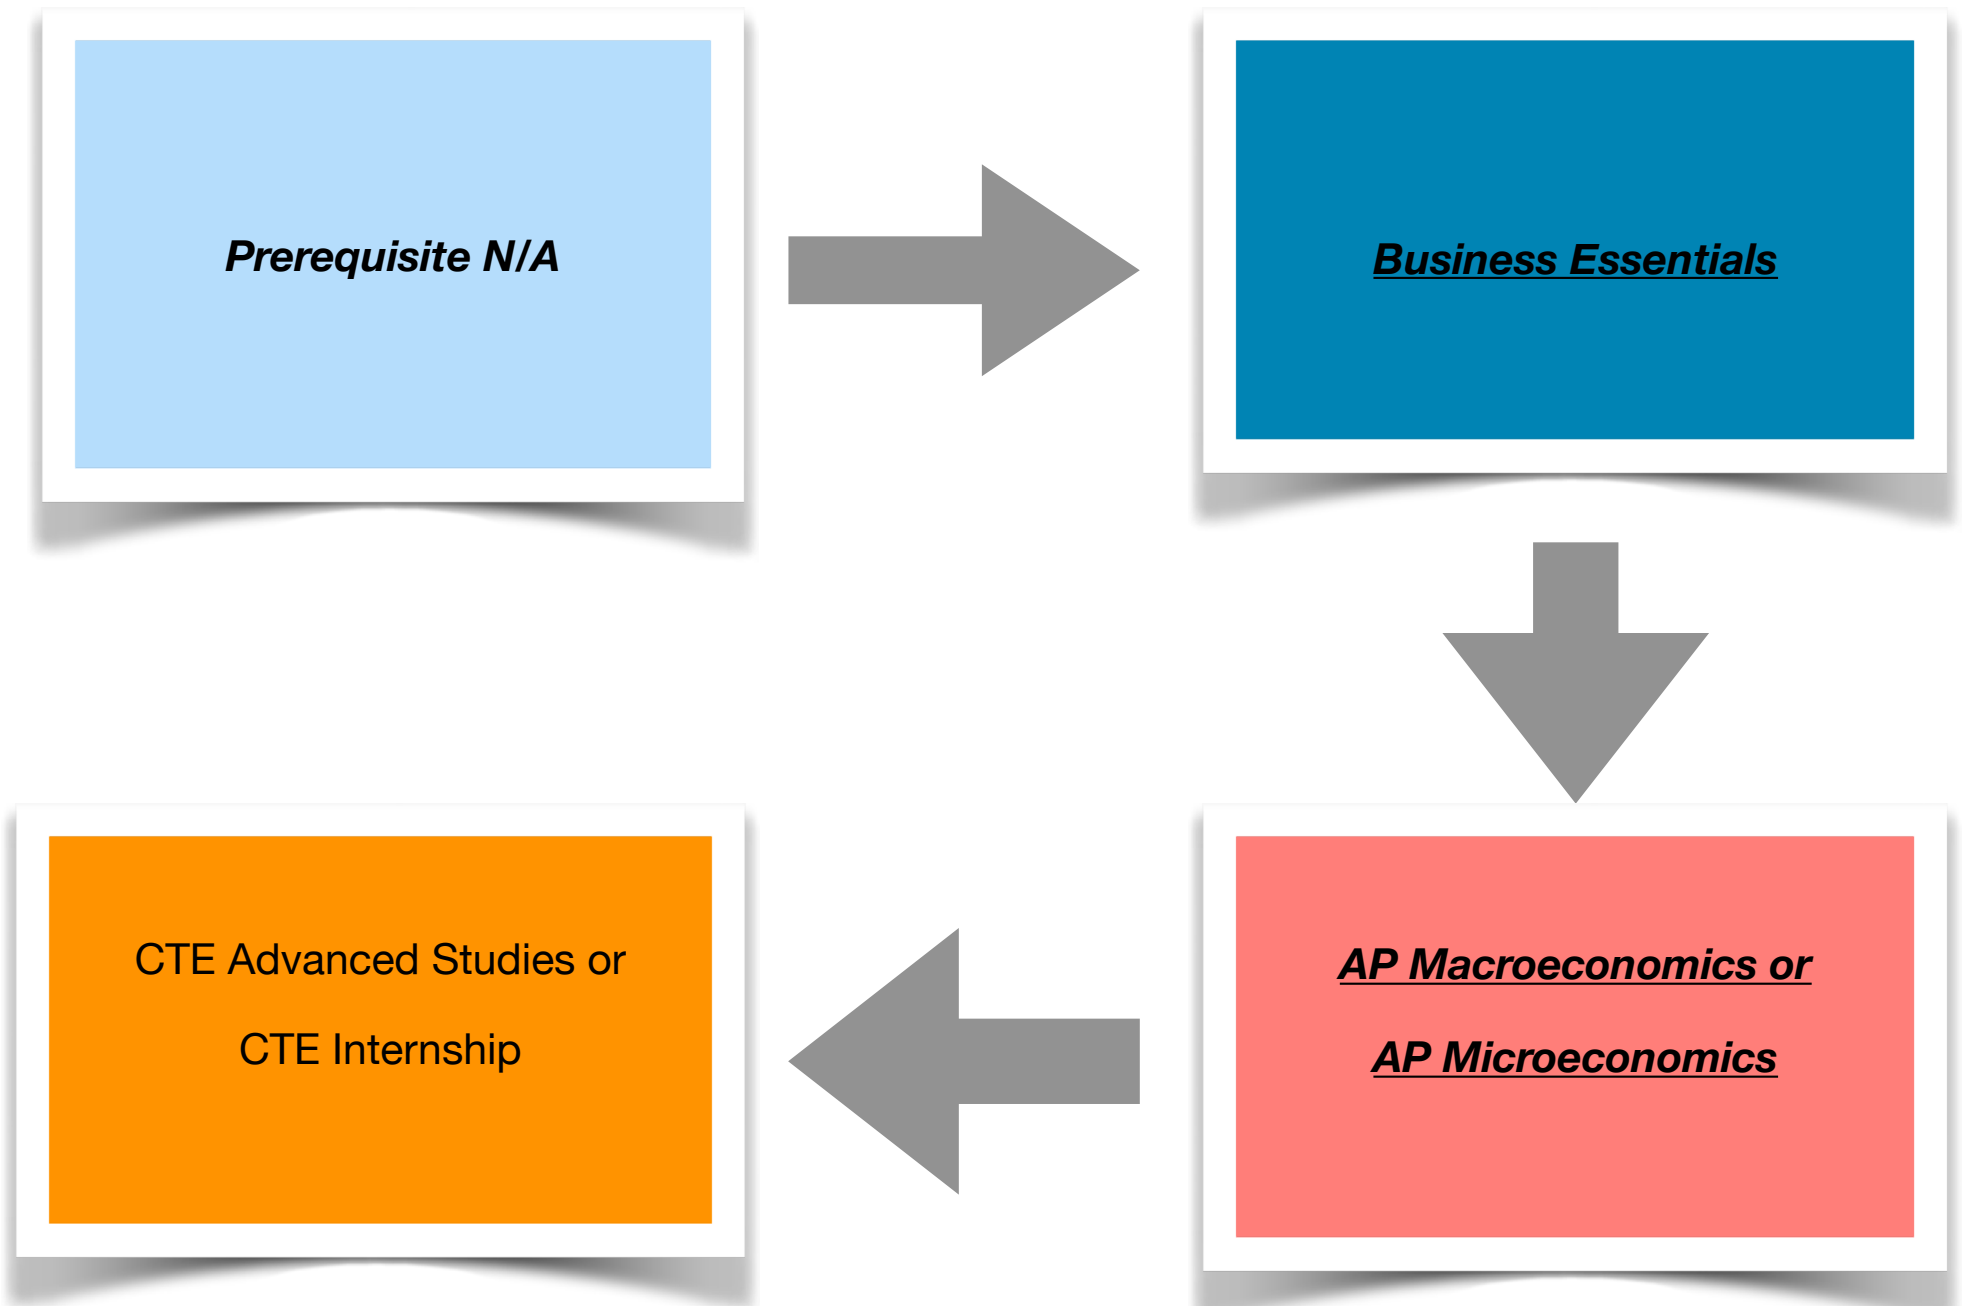 Prerequisite N/A
Business Essentials
AP Macroeconomics or
AP Microeconomics
CTE Advanced Studies or
CTE Internship